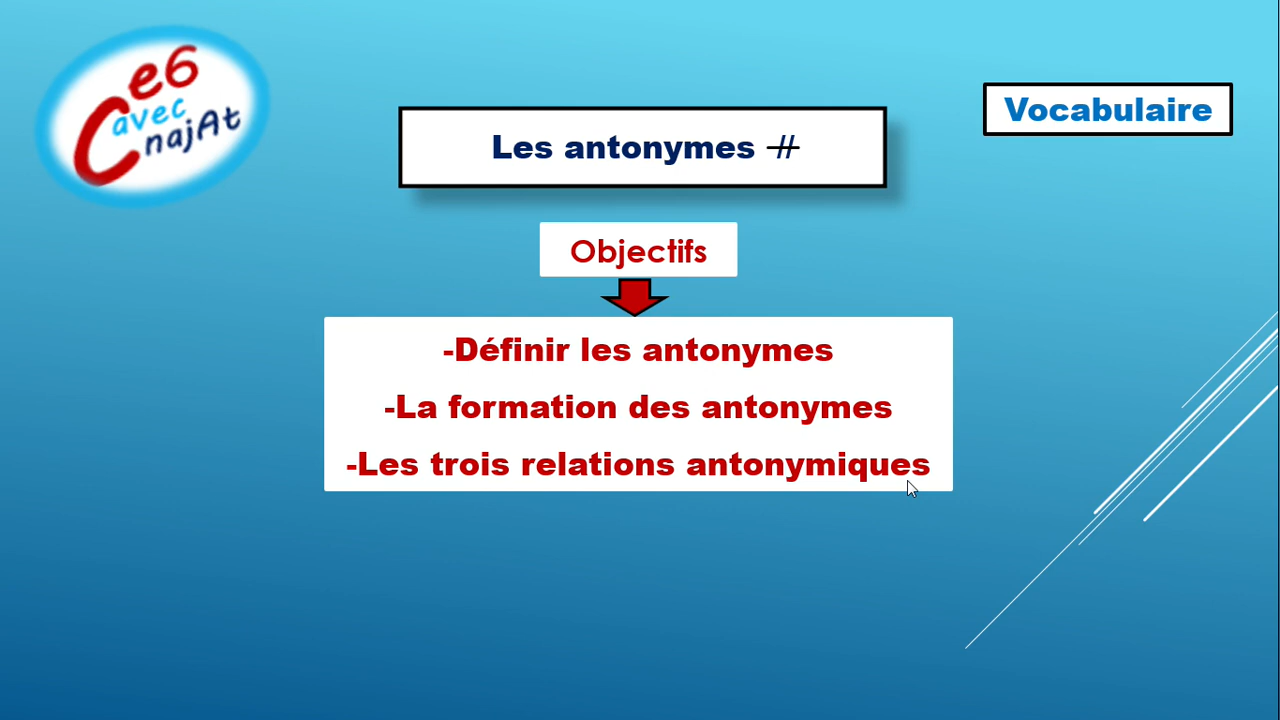 Ce6
avec
najAt
Vocabulaire
Les antonymes #
Objectifs
-Définir les antonymes
-La formation des antonymes
-Les trois relations antonymiques